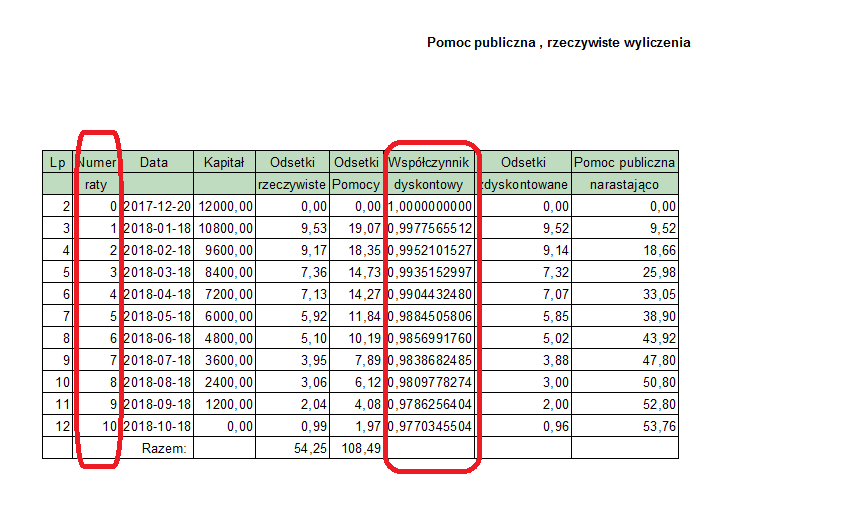 Pomoc publiczna , rzeczywiste wyliczenia
Lp Numer Data Kapitał Odsetki Odsetki Współczynnik Odsetki Pomoc publiczna
raty rzeczywiste Pomocy dyskontowy zdyskontowane narastająco
2 0 2017-12-20 12000,00 0,00 0,00 1,0000000000 0,00 0,00
3 1 2018-01-18 10800,00 9,53 19,07 0,9977565512 9,52 9,52
4 2 2018-02-18 9600,00 9,17 18,35 0,9952101527 9,14 18,66
5 3 2018-03-18 8400,00 7,36 14,73 0,9935152997 7,32 25,98
6 4 2018-04-18 7200,00 7,13 14,27 0,9904432480 7,07 33,05
7 5 2018-05-18 6000,00 5,92 11,84 0,9884505806 5,85 38,90
8 6 2018-06-18 4800,00 5,10 10,19 0,9856991760 5,02 43,92
9 7 2018-07-18 3600,00 3,95 7,89 0,9838682485 3,88 47,80
10 8 2018-08-18 2400,00 3,06 6,12 0,9809778274 3,00 50,80
11 9 2018-09-18 1200,00 2,04 4,08 0,9786256404 2,00 52,80
12 10 2018-10-18 0,00 0,99 1,97 0,9770345504 0,96 53,76
Razem: 54,25 108,49